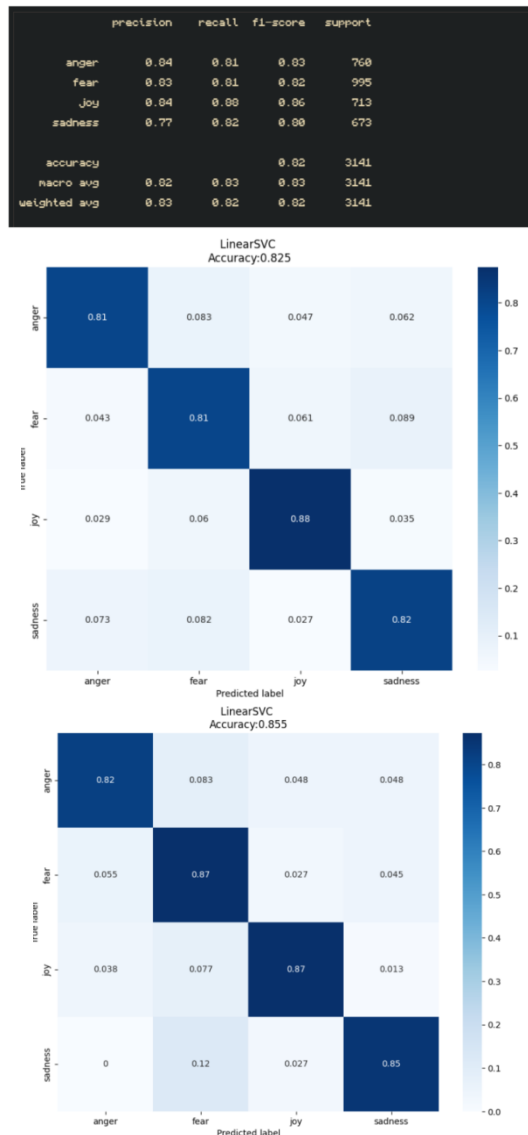 precision recall f1-score support
anger 0.84 0.81 0.83 760
fear 0.83 0.81 0.82 995
joy 0.84 0.88 0.86 713
sadness 0.77 0.82 0.80 673
accuracy 0.82 3141
macro avg 0.82 0.83 0.83 3141
weighted avg 0.83 0.82 0.82 3141
LinearSVC
Accuracy:0.825
anger 0.81 0.083 0.047 0.062
fear 0.043 0.81 0.061 0.089
True label
joy 0.029 0.06 0.88 0.035
sadness 0.073 0.082 0.027 0.82
anger fear joy sadness
Predicted label
0.8
0.7
0.6
0.5
0.4
0.3
0.2
0.1
LinearSVC
Accuracy:0.855
anger 0.82 0.083 0.048 0.048
fear 0.055 0.87 0.027 0.045
True label
joy 0.038 0.077 0.87 0.013
sadness 0 0.12 0.027 0.85
anger fear joy sadness
Predicted label
0.8
0.7
0.6
0.5
0.4
0.3
0.2
0.1
0.0